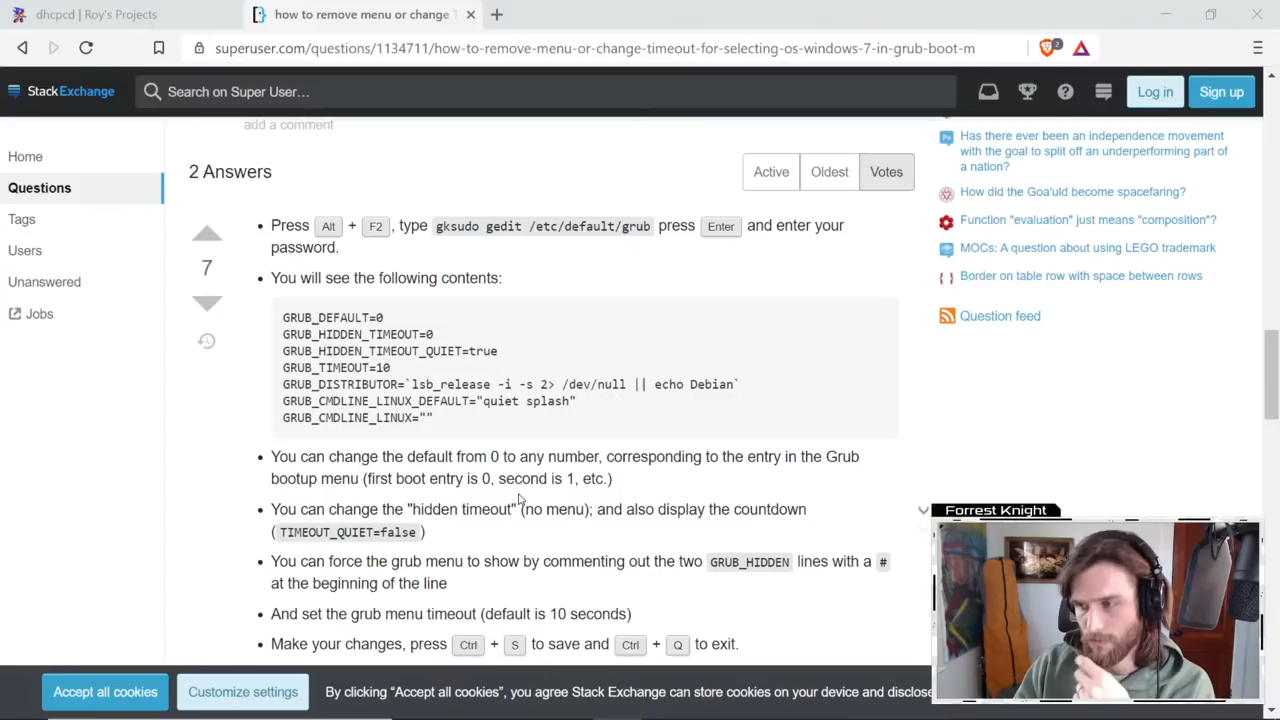 dhcpcd | Roy's Projects
how to remove menu or change
superuser.com/questions/1134711/how-to-remove-menu-or-change-timeout-for-selecting-os-windows-7-in-grub-boot-m
2
StackExchange
Search on Super User…
Log in
Sign up
add a comment
Home
Questions
Tags
Users
Unanswered
Jobs
2 Answers
Active
Oldest
Votes
7
• Press Alt + F2 , type gksudo gedit /etc/default/grub press Enter and enter your
password.
• You will see the following contents:
GRUB_DEFAULT=0
GRUB_HIDDEN_TIMEOUT=0
GRUB_HIDDEN_TIMEOUT_QUIET=true
GRUB_TIMEOUT=10
GRUB_DISTRIBUTOR=`lsb_release -i -s 2> /dev/null || echo Debian`
GRUB_CMDLINE_LINUX_DEFAULT="quiet splash"
GRUB_CMDLINE_LINUX=""
• You can change the default from 0 to any number, corresponding to the entry in the Grub
bootup menu (first boot entry is 0, second is 1, etc.)
• You can change the "hidden timeout" (no menu); and also display the countdown
( TIMEOUT_QUIET=false )
• You can force the grub menu to show by commenting out the two GRUB_HIDDEN lines with a #
at the beginning of the line
• And set the grub menu timeout (default is 10 seconds)
• Make your changes, press Ctrl + S to save and Ctrl + Q to exit.
Has there ever been an independence movement
with the goal to split off an underperforming part of
a nation?
How did the Goa'uld become spacefaring?
Function "evaluation" just means "composition"?
MOCs: A question about using LEGO trademark
Border on table row with space between rows
Question feed
Forrest Knight
Accept all cookies
Customize settings
By clicking "Accept all cookies", you agree Stack Exchange can store cookies on your device and disclose